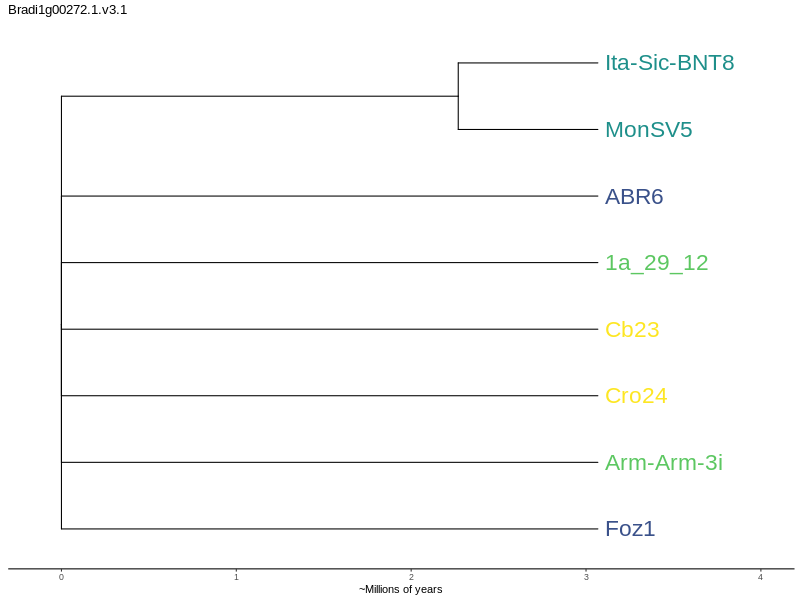 Bradi1g00272.1.v3.1
Ita-Sic-BNT8
MonSV5
ABR6
1a_29_12
Cb23
Cro24
Arm-Arm-3i
Foz1
0 1 2 3 4
~Millions of years